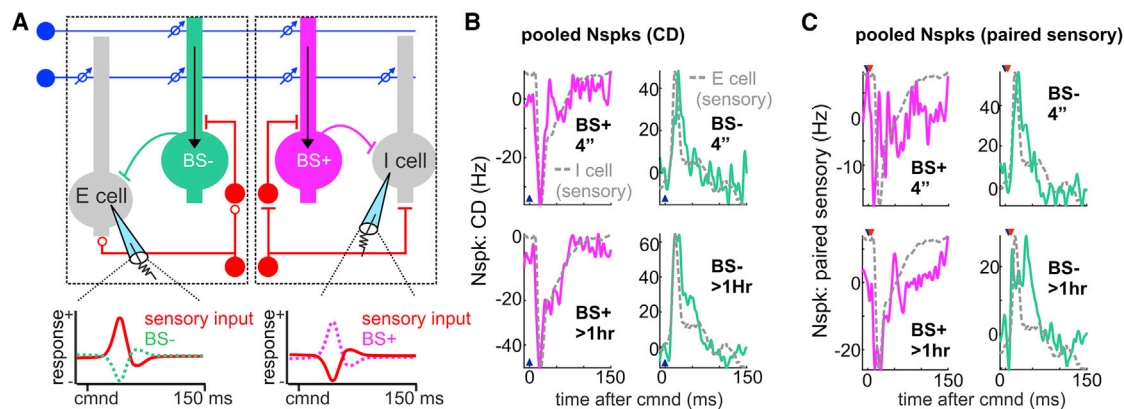 A
BS-
BS+
I cell
E cell
response
+
-
sensory input
BS-
cmnd
150 ms
+
-
sensory input
BS+
cmnd
150 ms
B
pooled Nspks (CD)
Nspk: CD (Hz)
0
-20
BS+
4”
I cell
(sensory)
40
20
0
E cell
(sensory)
BS-
4”
0
-20
-40
BS+
>1hr
60
40
20
0
BS-
>1Hr
0
150
0
150
time after cmnd (ms)
C
pooled Nspks (paired sensory)
Nspk: paired sensory (Hz)
5
0
-5
-10
BS+
4”
40
20
0
BS-
4”
0
-10
-20
BS+
>1hr
20
0
BS-
>1hr
0
150
0
150
time after cmnd (ms)